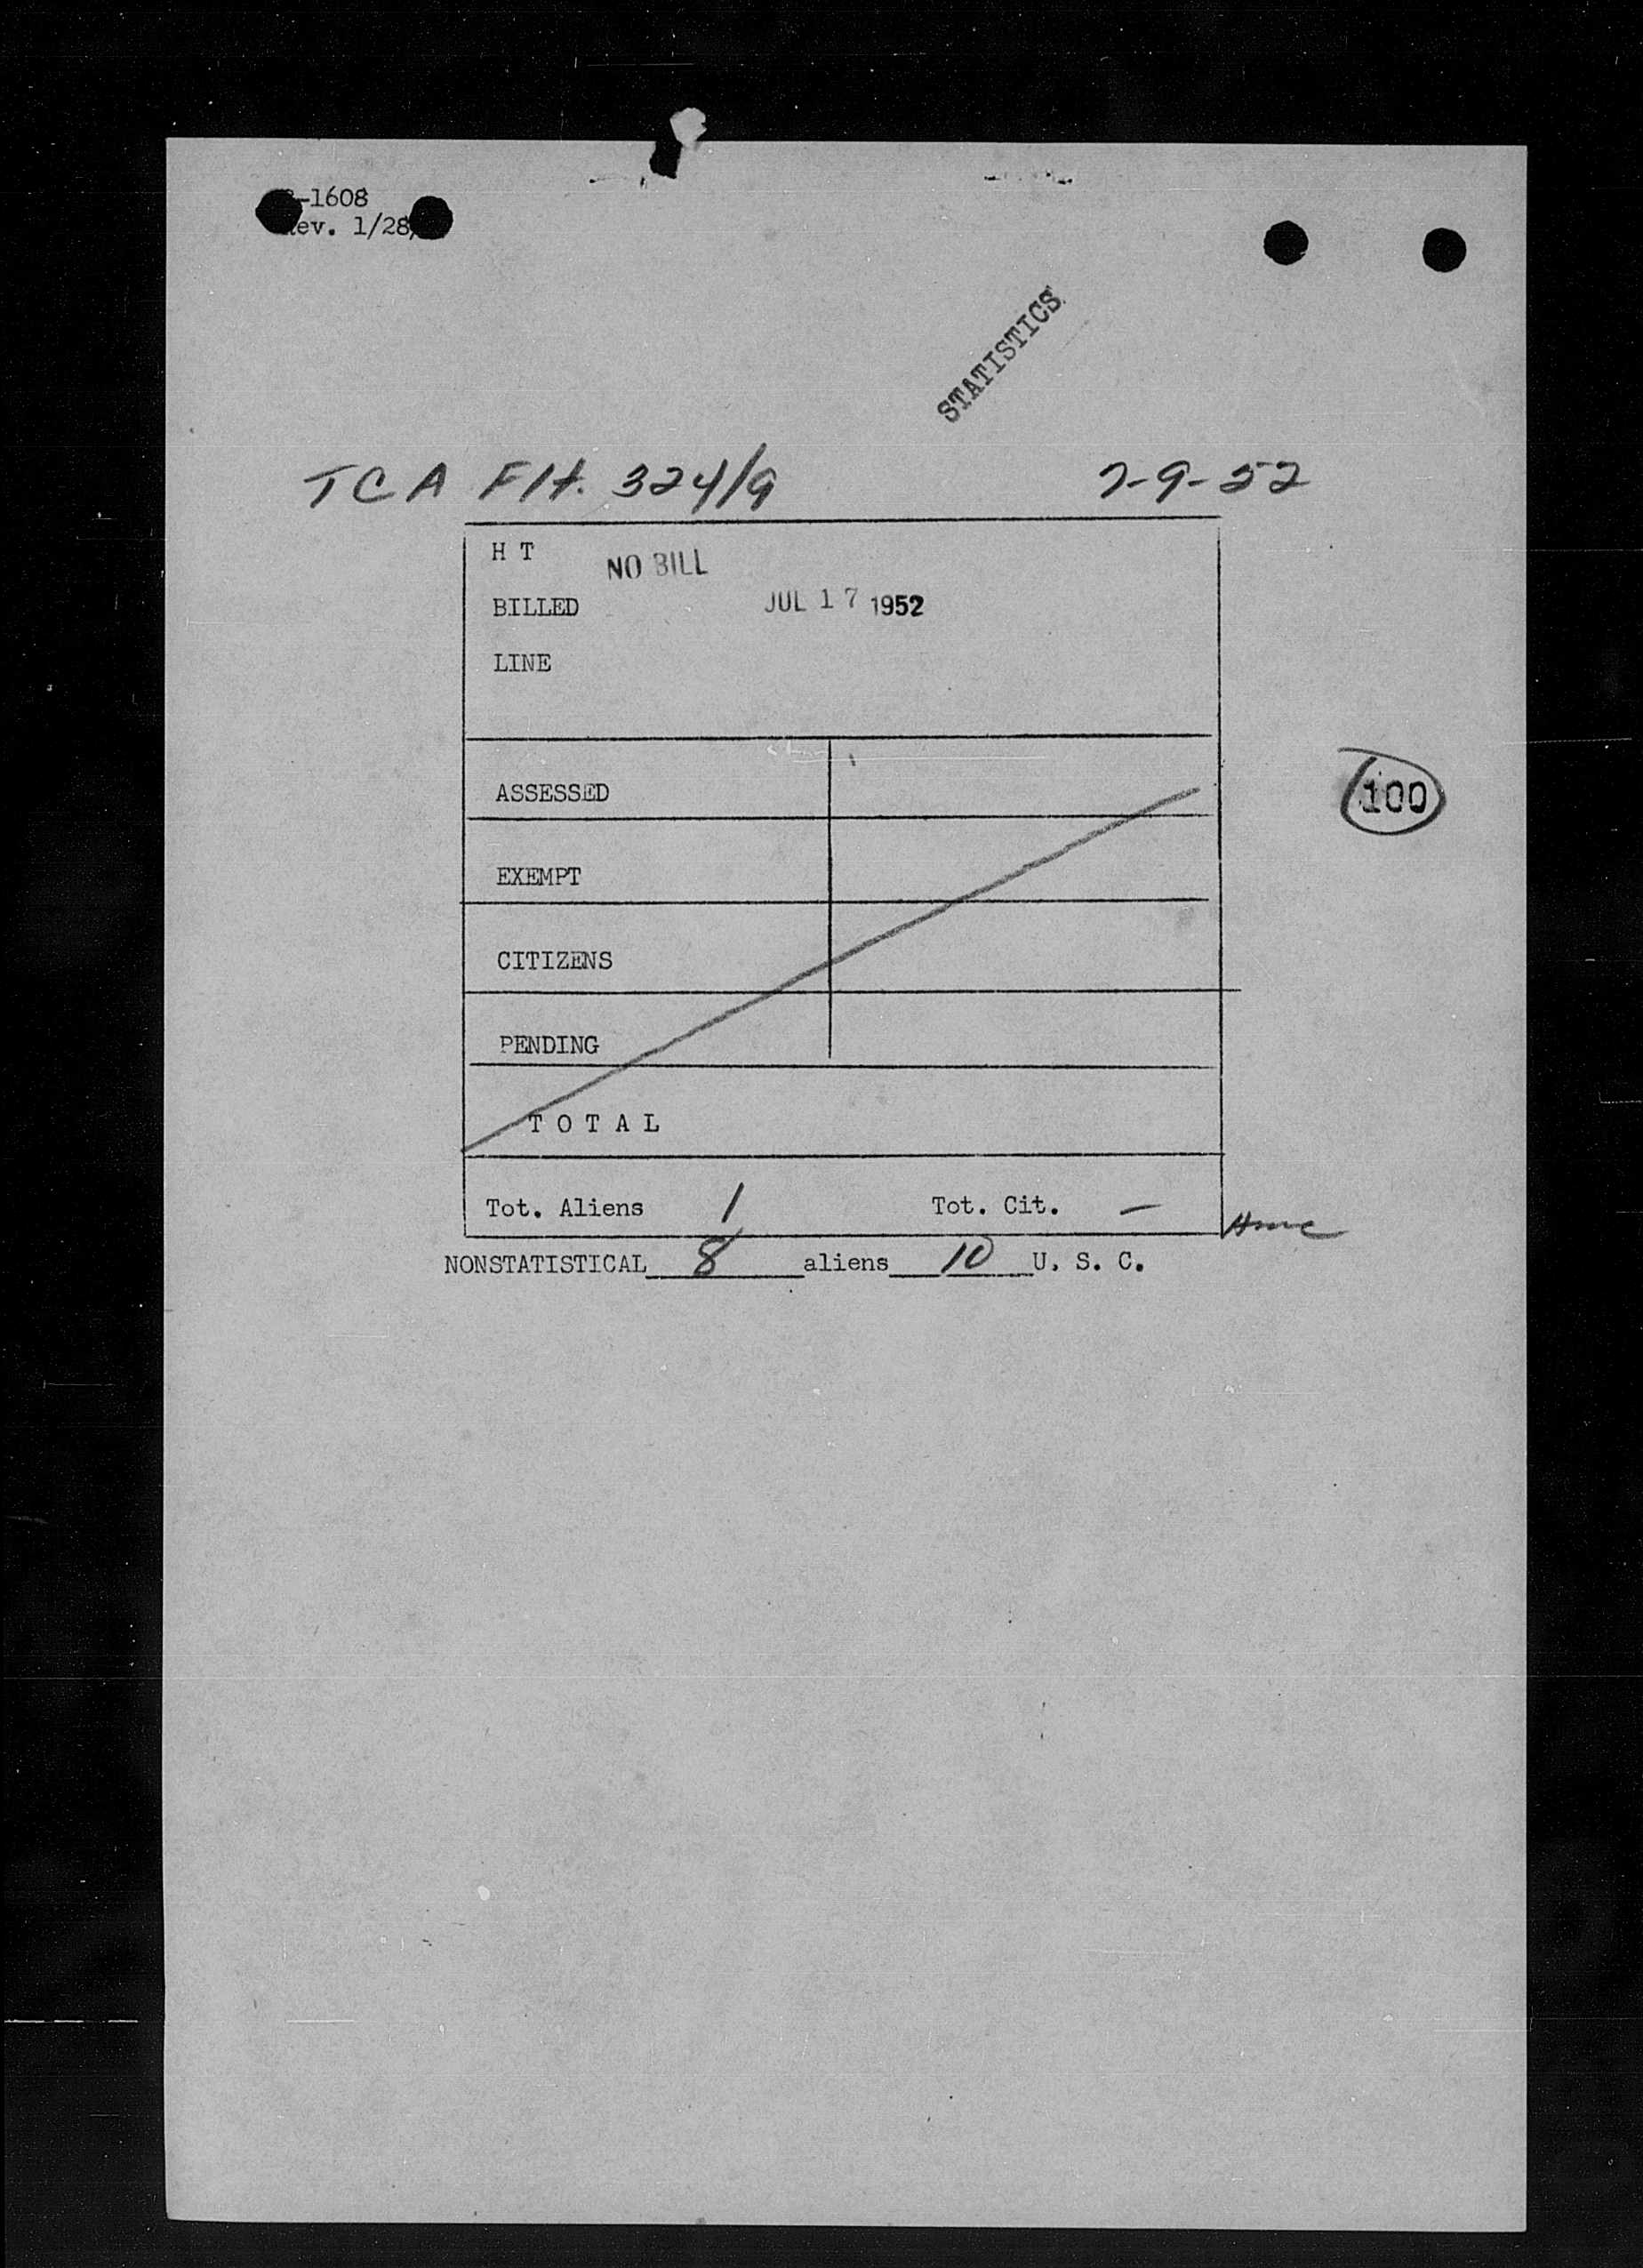 -1608
ev. 1/28/
STATISTICS
TCA Flt. 324/9 7-9-52
H T NO BILL
BILLED JUL 17 1952
LINE
ASSESSED
100
EXEMPT
CITIZENS
PENDING
T O T A L
Tot. Aliens 1 Tot. Cit. —
NONSTATISTICAL 8 aliens 10 U. S. C.